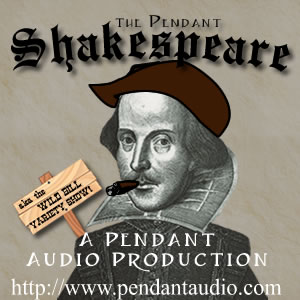 the Pendant
Shakespeare
aka the
WILD BILL
VARIETY SHOW!
A Pendant
Audio Production
http://www.pendantaudio.com